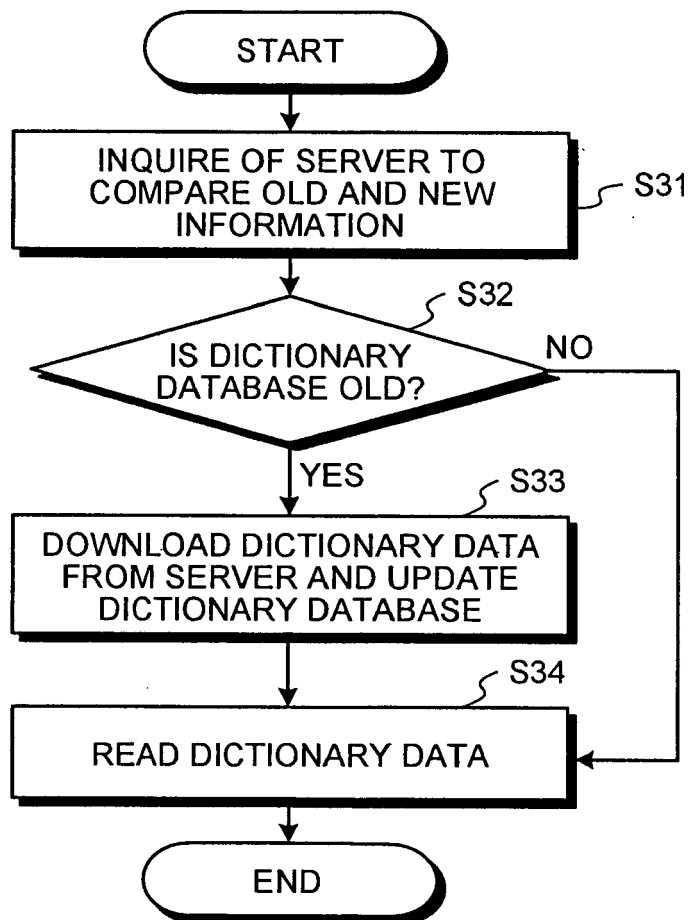 START
INQUIRE OF SERVER TO
COMPARE OLD AND NEW
INFORMATION
S31
S32
IS DICTIONARY
DATABASE OLD?
NO
YES
S33
DOWNLOAD DICTIONARY DATA
FROM SERVER AND UPDATE
DICTIONARY DATABASE
S34
READ DICTIONARY DATA
END